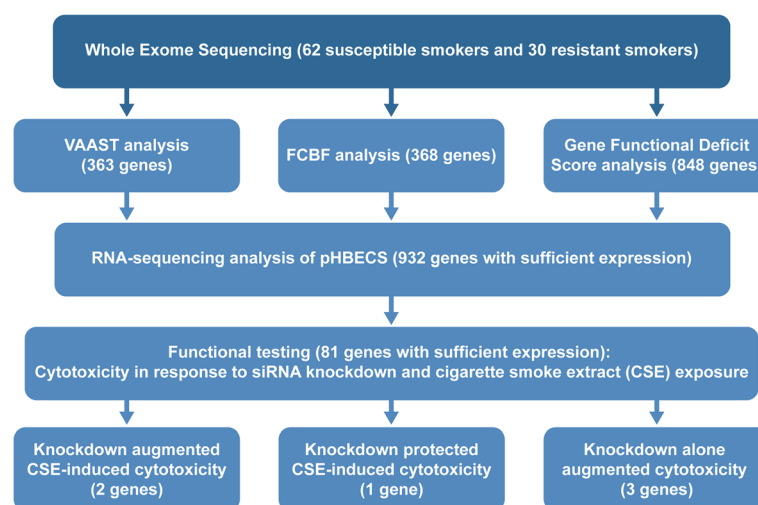 Whole Exome Sequencing (62 susceptible smokers and 30 resistant smokers)
VAAST analysis
(363 genes)
FCBF analysis (368 genes)
Gene Functional Deficit
Score analysis (848 genes)
RNA-sequencing analysis of pHBECS (932 genes with sufficient expression)
Functional testing (81 genes with sufficient expression):
Cytotoxicity in response to siRNA knockdown and cigarette smoke extract (CSE) exposure
Knockdown augmented
CSE-induced cytotoxicity
(2 genes)
Knockdown protected
CSE-induced cytotoxicity
(1 gene)
Knockdown alone
augmented cytotoxicity
(3 genes)